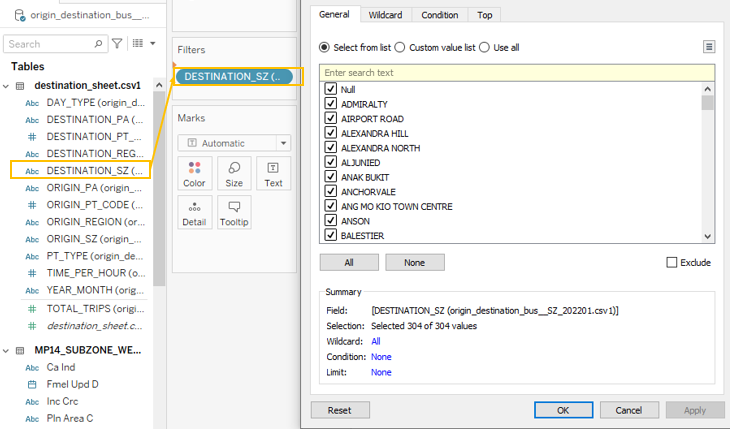 origin_destination_bus__...
Search
Tables
destination_sheet.csv1
Abc DAY_TYPE (origin_d...
Abc DESTINATION_PA (...
# DESTINATION_PT_...
Abc DESTINATION_REG...
Abc DESTINATION_SZ (...
Abc ORIGIN_PA (origin_de...
# ORIGIN_PT_CODE (or...
Abc ORIGIN_REGION (or...
Abc ORIGIN_SZ (origin_de...
Abc PT_TYPE (origin_des...
# TIME_PER_HOUR (o...
Abc YEAR_MONTH (orig...
# TOTAL_TRIPS (origi...
# destination_sheet.c...
MP14_SUBZONE_WE...
Abc Ca Ind
Fmel Upd D
Abc Inc Crc
Abc Pln Area C
Filters
DESTINATION_SZ (..
Marks
T Automatic
Color
Size
T Text
Detail
Tooltip
General Wildcard Condition Top
Select from list Custom value list Use all
Enter search text
Null
ADMIRALTY
AIRPORT ROAD
ALEXANDRA HILL
ALEXANDRA NORTH
ALJUNIED
ANAK BUKIT
ANCHORVALE
ANG MO KIO TOWN CENTRE
ANSON
BALESTIER
All None Exclude
Summary
Field: [DESTINATION_SZ (origin_destination_bus__SZ_202201.csv1)]
Selection: Selected 304 of 304 values
Wildcard: All
Condition: None
Limit: None
Reset OK Cancel Apply